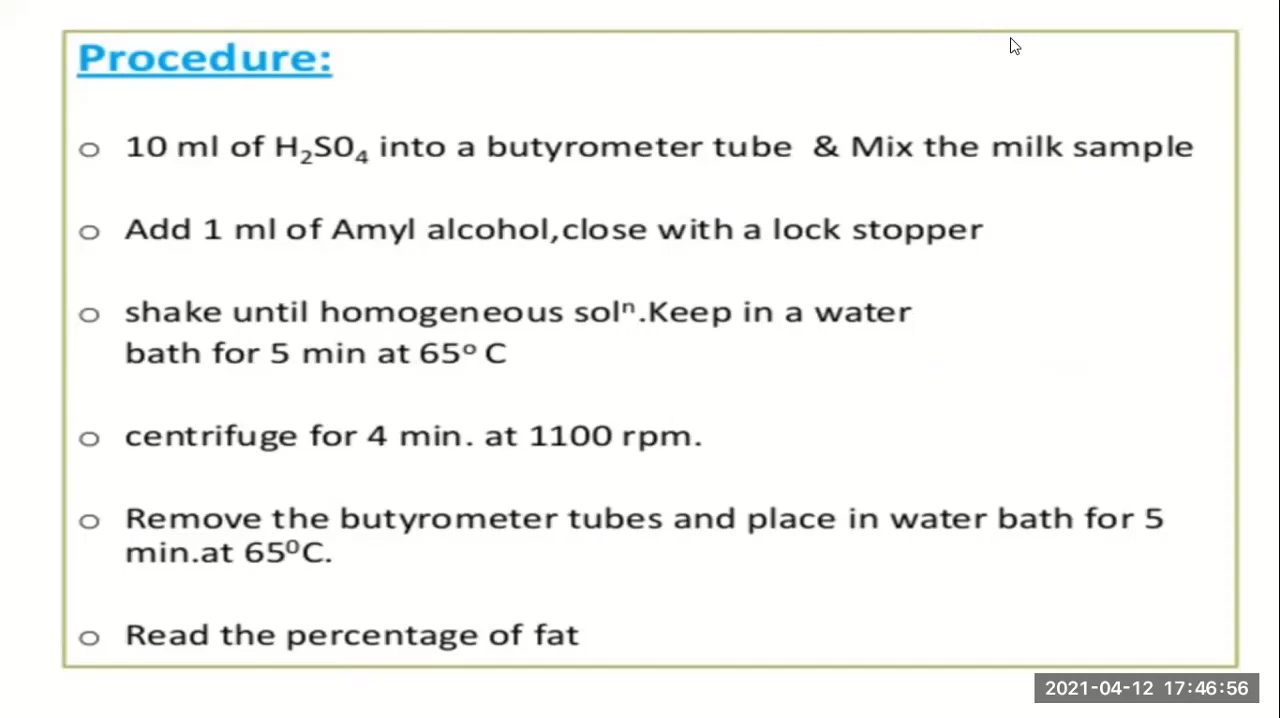 Procedure:
o 10 ml of H₂S0₄ into a butyrometer tube & Mix the milk sample
o Add 1 ml of Amyl alcohol,close with a lock stopper
o shake until homogeneous solⁿ.Keep in a water
bath for 5 min at 65º C
o centrifuge for 4 min. at 1100 rpm.
o Remove the butyrometer tubes and place in water bath for 5
min.at 65⁰C.
o Read the percentage of fat
2021-04-12 17:46:56